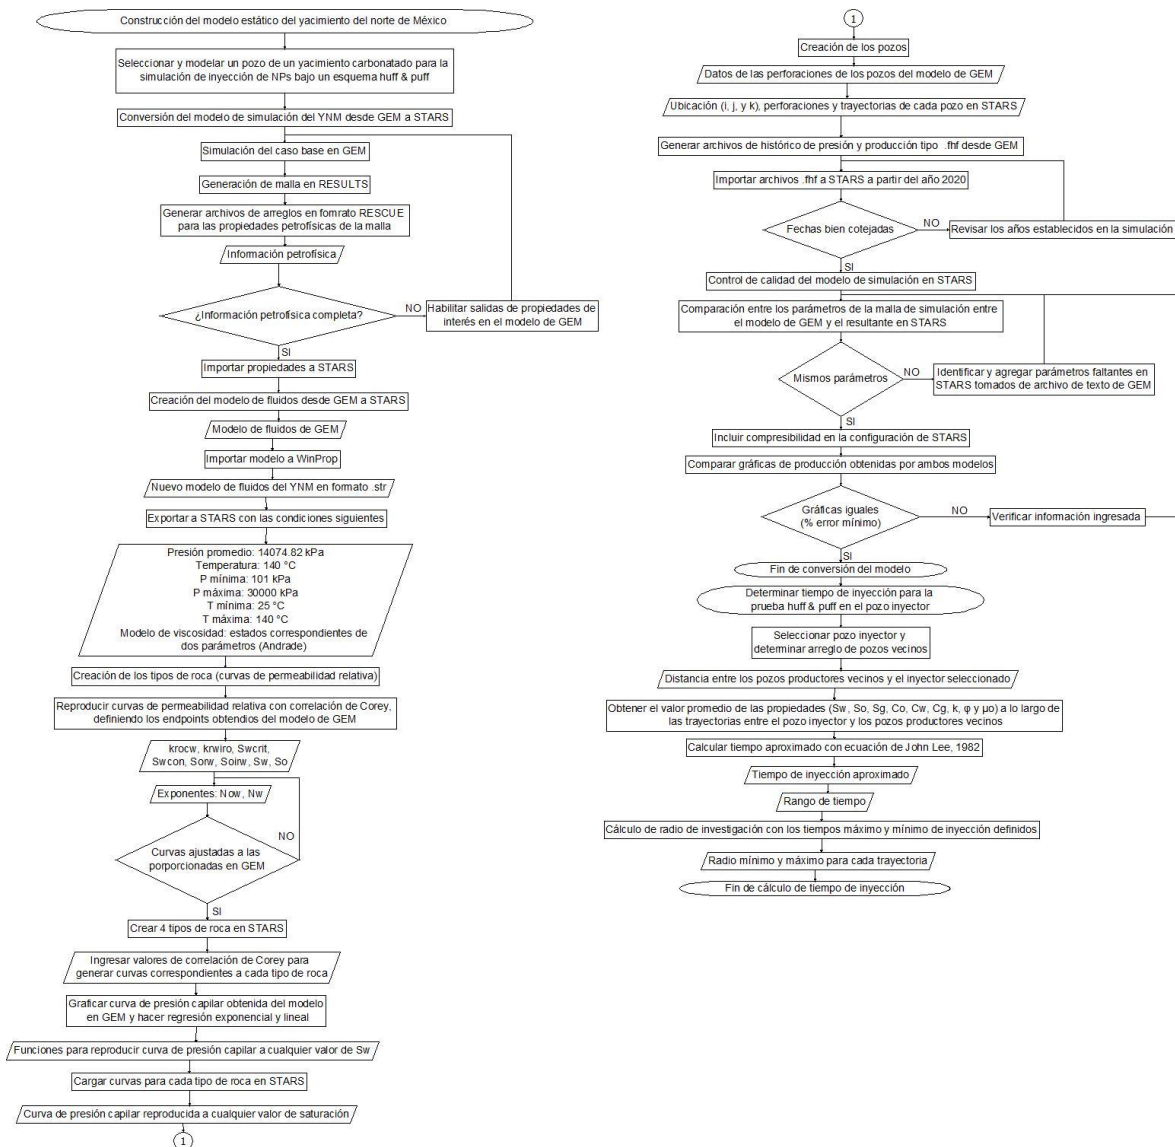 Construcción del modelo estático del yacimiento del norte de México
Seleccionar y modelar un pozo de un yacimiento carbonatado para la
simulación de inyección de NPs bajo un esquema huff & puff
Conversión del modelo de simulación del YNM desde GEM a STARS
Simulación del caso base en GEM
Generación de malla en RESULTS
Generar archivos de arreglos en fomrato RESCUE
para las propiedades petrofísicas de la malla
Información petrofísica
¿Información petrofísica completa?
NO
Habilitar salidas de propiedades de
interés en el modelo de GEM
SI
Importar propiedades a STARS
Creación del modelo de fluidos desde GEM a STARS
Modelo de fluidos de GEM
Importar modelo a WinProp
Nuevo modelo de fluidos del YNM en formato .str
Exportar a STARS con las condiciones siguientes
Presión promedio: 14074.82 kPa
Temperatura: 140 °C
P mínima: 101 kPa
P máxima: 30000 kPa
T mínima: 25 °C
T máxima: 140 °C
Modelo de viscosidad: estados correspondientes de
dos parámetros (Andrade)
Creación de los tipos de roca (curvas de permeabilidad relativa)
Reproducir curvas de permeabilidad relativa con correlación de Corey,
definiendo los endpoints obtendios del modelo de GEM
krocw, krwiro, Swcrit,
Swcon, Sorw, Soirw, Sw, So
Exponentes: Now, Nw
NO
Curvas ajustadas a las
porporcionadas en GEM
SI
Crear 4 tipos de roca en STARS
Ingresar valores de correlación de Corey para
generar curvas correspondientes a cada tipo de roca
Graficar curva de presión capilar obtenida del modelo
en GEM y hacer regresión exponencial y lineal
Funciones para reproducir curva de presión capilar a cualquier valor de Sw
Cargar curvas para cada tipo de roca en STARS
Curva de presión capilar reproducida a cualquier valor de saturación
1
1
Creación de los pozos
Datos de las perforaciones de los pozos del modelo de GEM
Ubicación (i, j, y k), perforaciones y trayectorias de cada pozo en STARS
Generar archivos de histórico de presión y producción tipo .fhf desde GEM
Importar archivos .fhf a STARS a partir del año 2020
Fechas bien cotejadas
NO
Revisar los años establecidos en la simulación
SI
Control de calidad del modelo de simulación en STARS
Comparación entre los parámetros de la malla de simulación entre
el modelo de GEM y el resultante en STARS
Mismos parámetros
NO
Identificar y agregar parámetros faltantes en
STARS tomados de archivo de texto de GEM
SI
Incluir compresibilidad en la configuración de STARS
Comparar gráficas de producción obtenidas por ambos modelos
Gráficas iguales
(% error mínimo)
NO
Verificar información ingresada
SI
Fin de conversión del modelo
Determinar tiempo de inyección para la
prueba huff & puff en el pozo inyector
Seleccionar pozo inyector y
determinar arreglo de pozos vecinos
Distancia entre los pozos productores vecinos y el inyector seleccionado
Obtener el valor promedio de las propiedades (Sw, So, Sg, Co, Cw, Cg, k, φ y μo) a lo largo de
las trayectorias entre el pozo inyector y los pozos productores vecinos
Calcular tiempo aproximado con ecuación de John Lee, 1982
Tiempo de inyección aproximado
Rango de tiempo
Cálculo de radio de investigación con los tiempos máximo y mínimo de inyección definidos
Radio mínimo y máximo para cada trayectoria
Fin de cálculo de tiempo de inyección